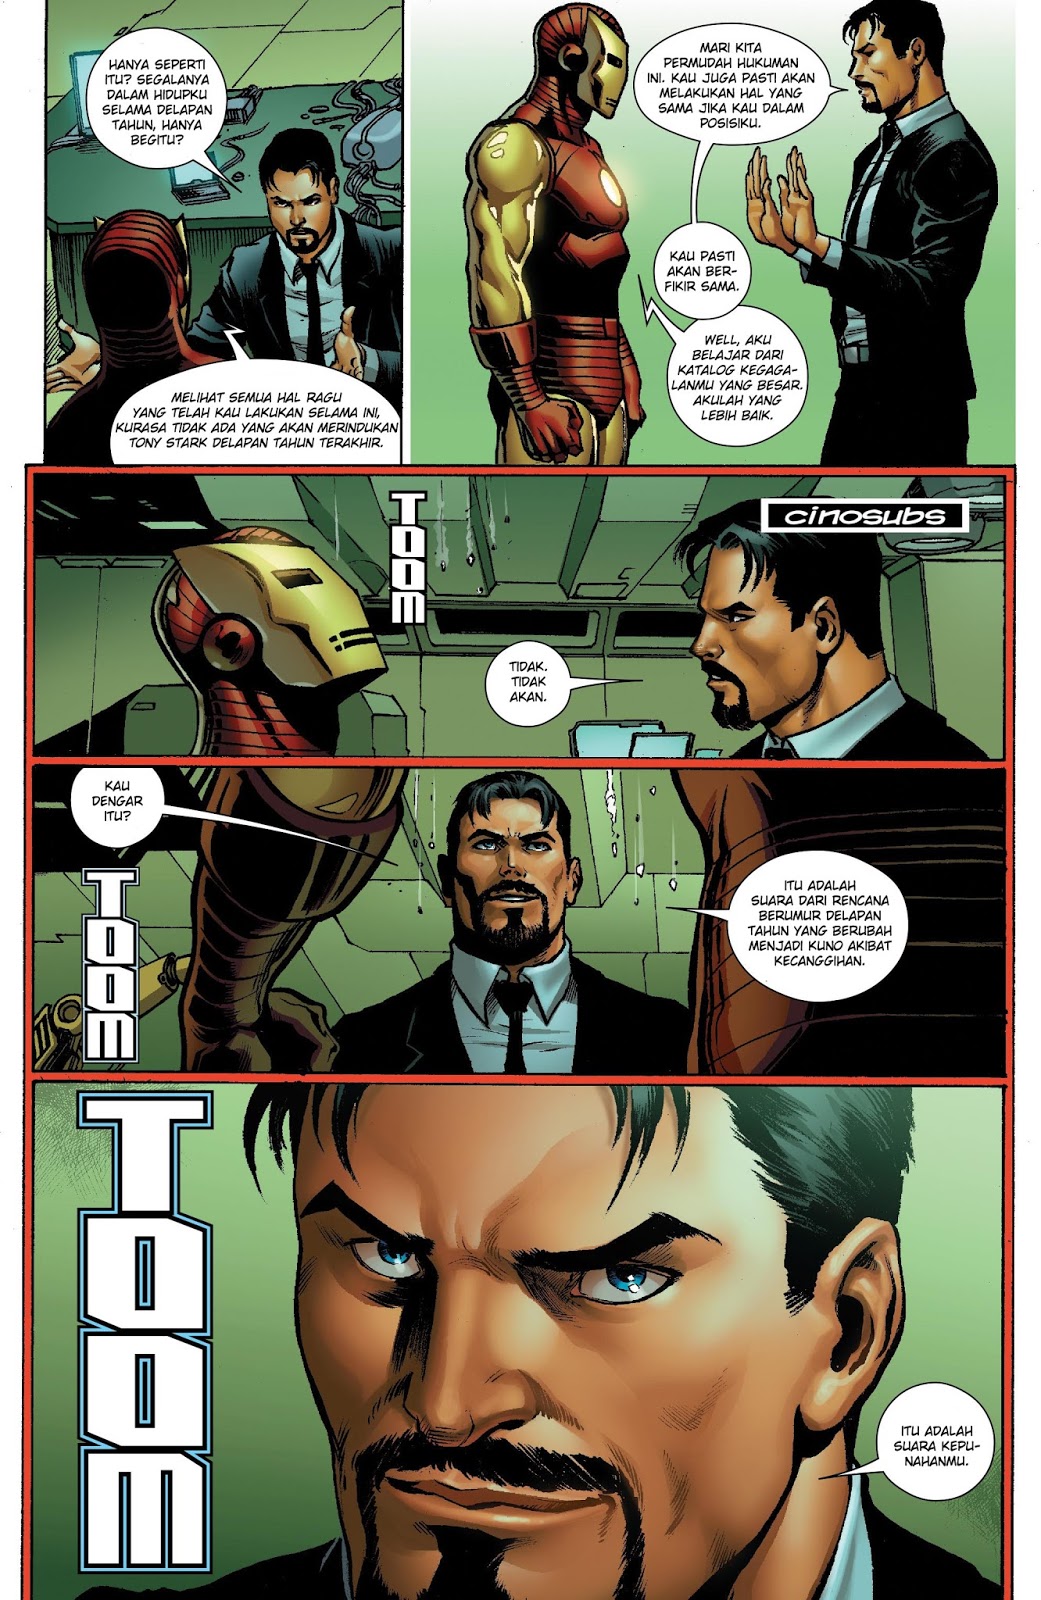 HANYA SEPERTI
ITU? SEGALANYA
DALAM HIDUPKU
SELAMA DELAPAN
TAHUN, HANYA
BEGITU?
MELIHAT SEMUA HAL RAGU
YANG TELAH KAU LAKUKAN SELAMA INI,
KURASA TIDAK ADA YANG AKAN MERINDUKAN
TONY STARK DELAPAN TAHUN TERAKHIR.
MARI KITA
PERMUDAH HUKUMAN
INI. KAU JUGA PASTI AKAN
MELAKUKAN HAL YANG
SAMA JIKA KAU DALAM
POSISIKU.
KAU PASTI
AKAN BER-
FIKIR SAMA.
WELL, AKU
BELAJAR DARI
KATALOG KEGAGA-
LANMU YANG BESAR.
AKULAH YANG
LEBIH BAIK.
TOOM
cinosubs
TIDAK.
TIDAK
AKAN.
KAU
DENGAR
ITU?
TOOM
ITU ADALAH
SUARA DARI RENCANA
BERUMUR DELAPAN
TAHUN YANG BERUBAH
MENJADI KUNO AKIBAT
KECANGGIHAN.
TOOM
ITU ADALAH
SUARA KEPU-
NAHANMU.